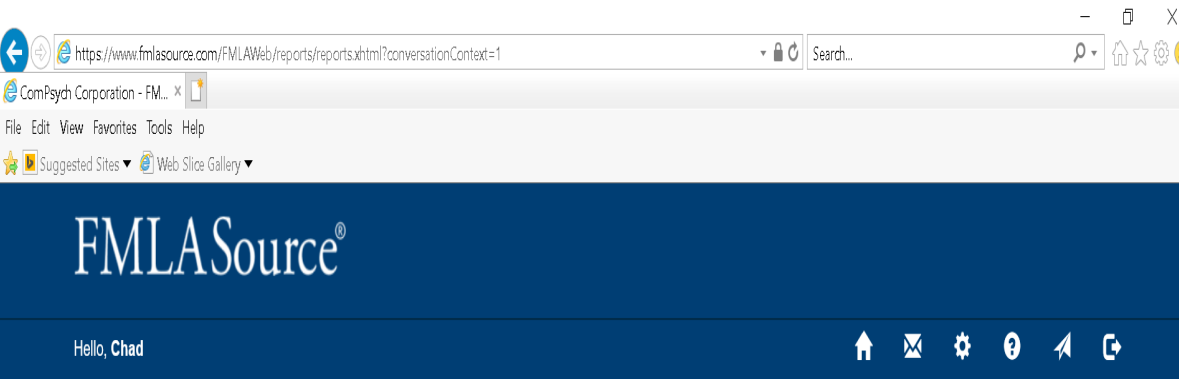 https://www.fmlasource.com/FMLAWeb/reports/reports.xhtml?conversationContext=1 Search...
ComPsych Corporation - FM...
File Edit View Favorites Tools Help
Suggested Sites ▼ Web Slice Gallery ▼
FMLASource®
Hello, Chad